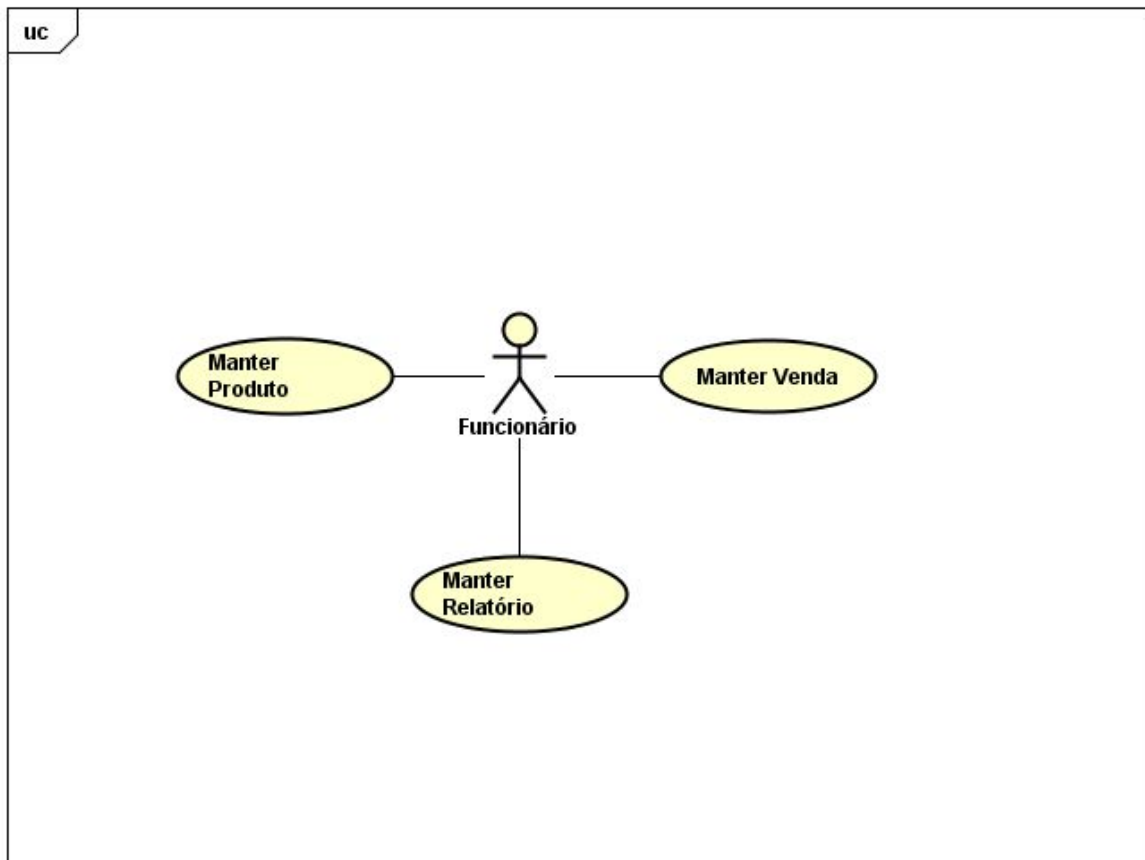 uc
Manter
Produto
Manter Venda
Funcionário
Manter
Relatório